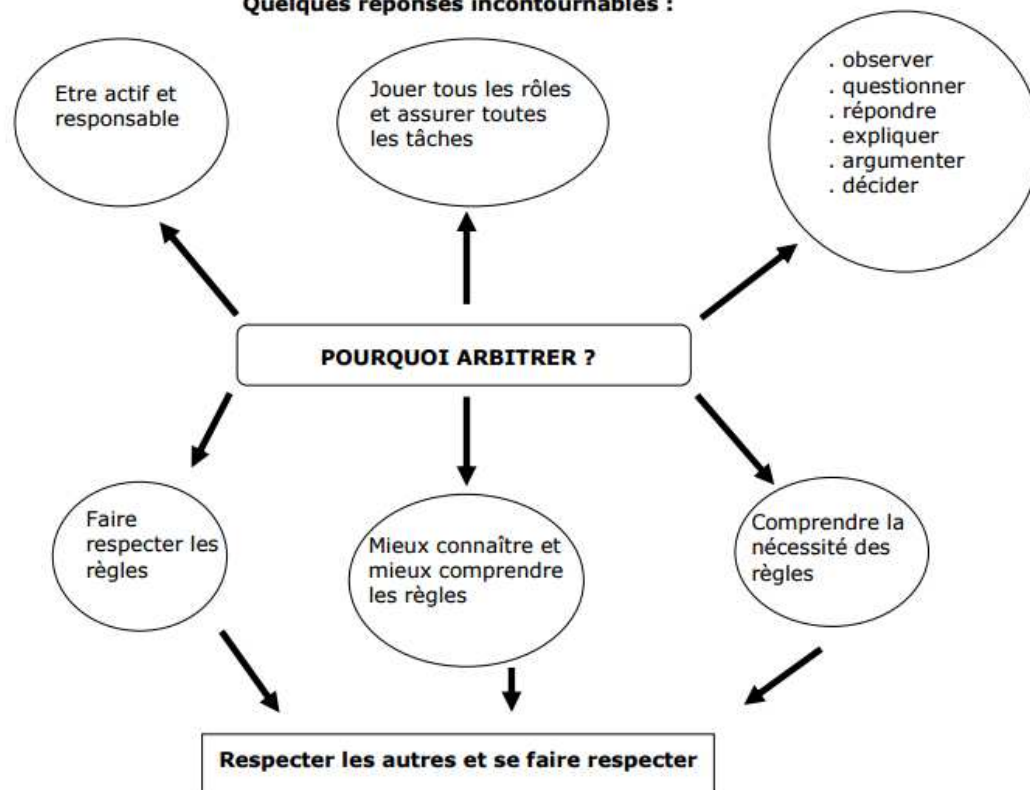 Quelques réponses incontournables :
Etre actif et
responsable
Jouer tous les rôles
et assurer toutes
les tâches
. observer
. questionner
. répondre
. expliquer
. argumenter
. décider
POURQUOI ARBITRER ?
Faire
respecter les
règles
Mieux connaître et
mieux comprendre
les règles
Comprendre la
nécessité des
règles
Respecter les autres et se faire respecter